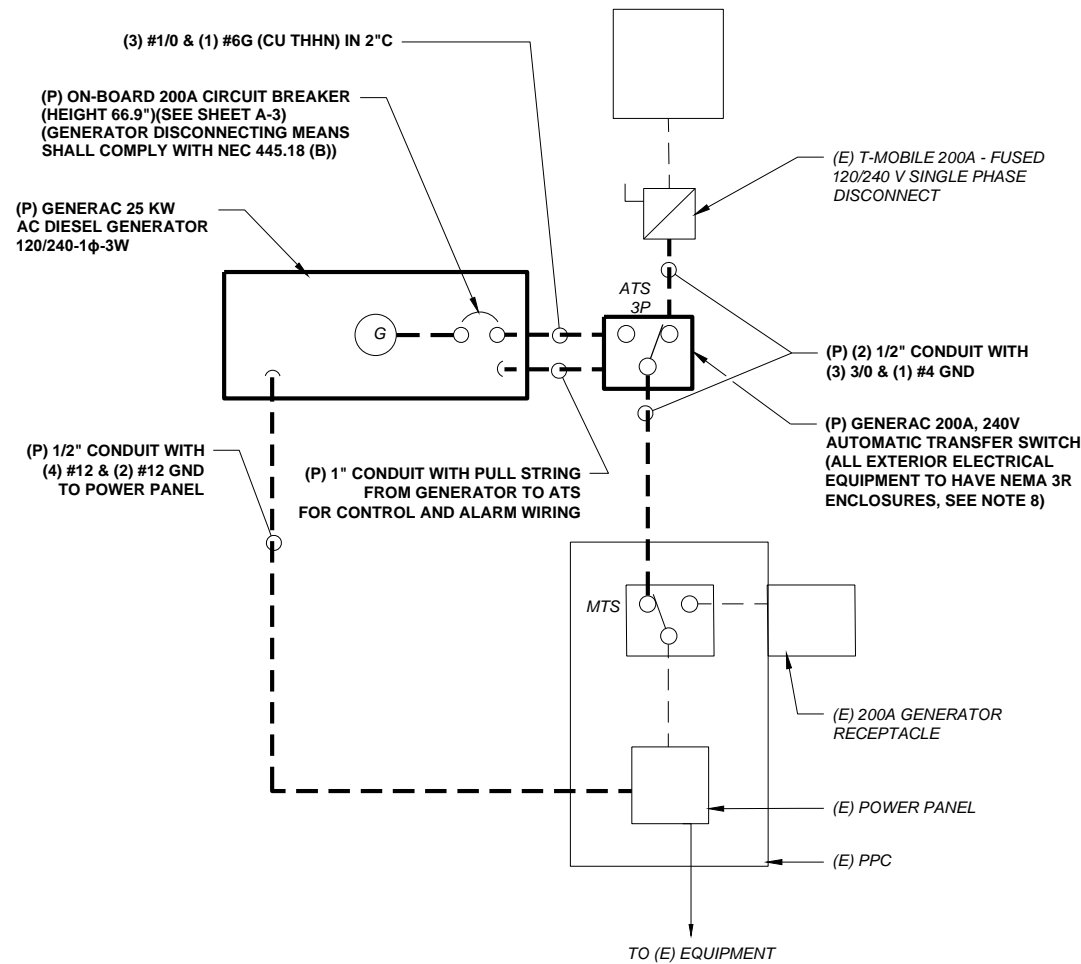 (3) #1/0 & (1) #6G (CU THHN) IN 2"C
(P) ON-BOARD 200A CIRCUIT BREAKER
(HEIGHT 66.9")(SEE SHEET A-3)
(GENERATOR DISCONNECTING MEANS
SHALL COMPLY WITH NEC 445.18 (B))
(E) T-MOBILE 200A - FUSED
120/240 V SINGLE PHASE
DISCONNECT
(P) GENERAC 25 KW
AC DIESEL GENERATOR
120/240-1ϕ-3W
ATS
3P
G
(P) (2) 1/2" CONDUIT WITH
(3) 3/0 & (1) #4 GND
(P) GENERAC 200A, 240V
AUTOMATIC TRANSFER SWITCH
(ALL EXTERIOR ELECTRICAL
EQUIPMENT TO HAVE NEMA 3R
ENCLOSURES, SEE NOTE 8)
(P) 1/2" CONDUIT WITH
(4) #12 & (2) #12 GND
TO POWER PANEL
(P) 1" CONDUIT WITH PULL STRING
FROM GENERATOR TO ATS
FOR CONTROL AND ALARM WIRING
MTS
(E) 200A GENERATOR
RECEPTACLE
(E) POWER PANEL
(E) PPC
TO (E) EQUIPMENT